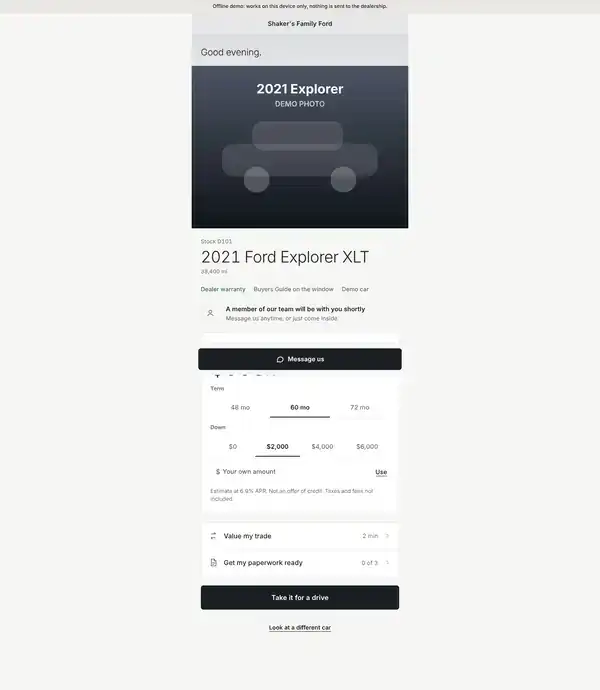 Offline demo: works on this device only, nothing is sent to the dealership.
Shaker's Family Ford
Good evening.
2021 Explorer
DEMO PHOTO
Stock D101
2021 Ford Explorer XLT
38,400 mi
Dealer warranty Buyers Guide on the window Demo car
A member of our team will be with you shortly
Message us anytime, or just come inside.
Message us
Term
48 mo 60 mo 72 mo
Down
$0 $2,000 $4,000 $6,000
$ Your own amount Use
Estimate at 6.9% APR. Not an offer of credit. Taxes and fees not
included.
Value my trade 2 min
Get my paperwork ready 0 of 3
Take it for a drive
Look at a different car